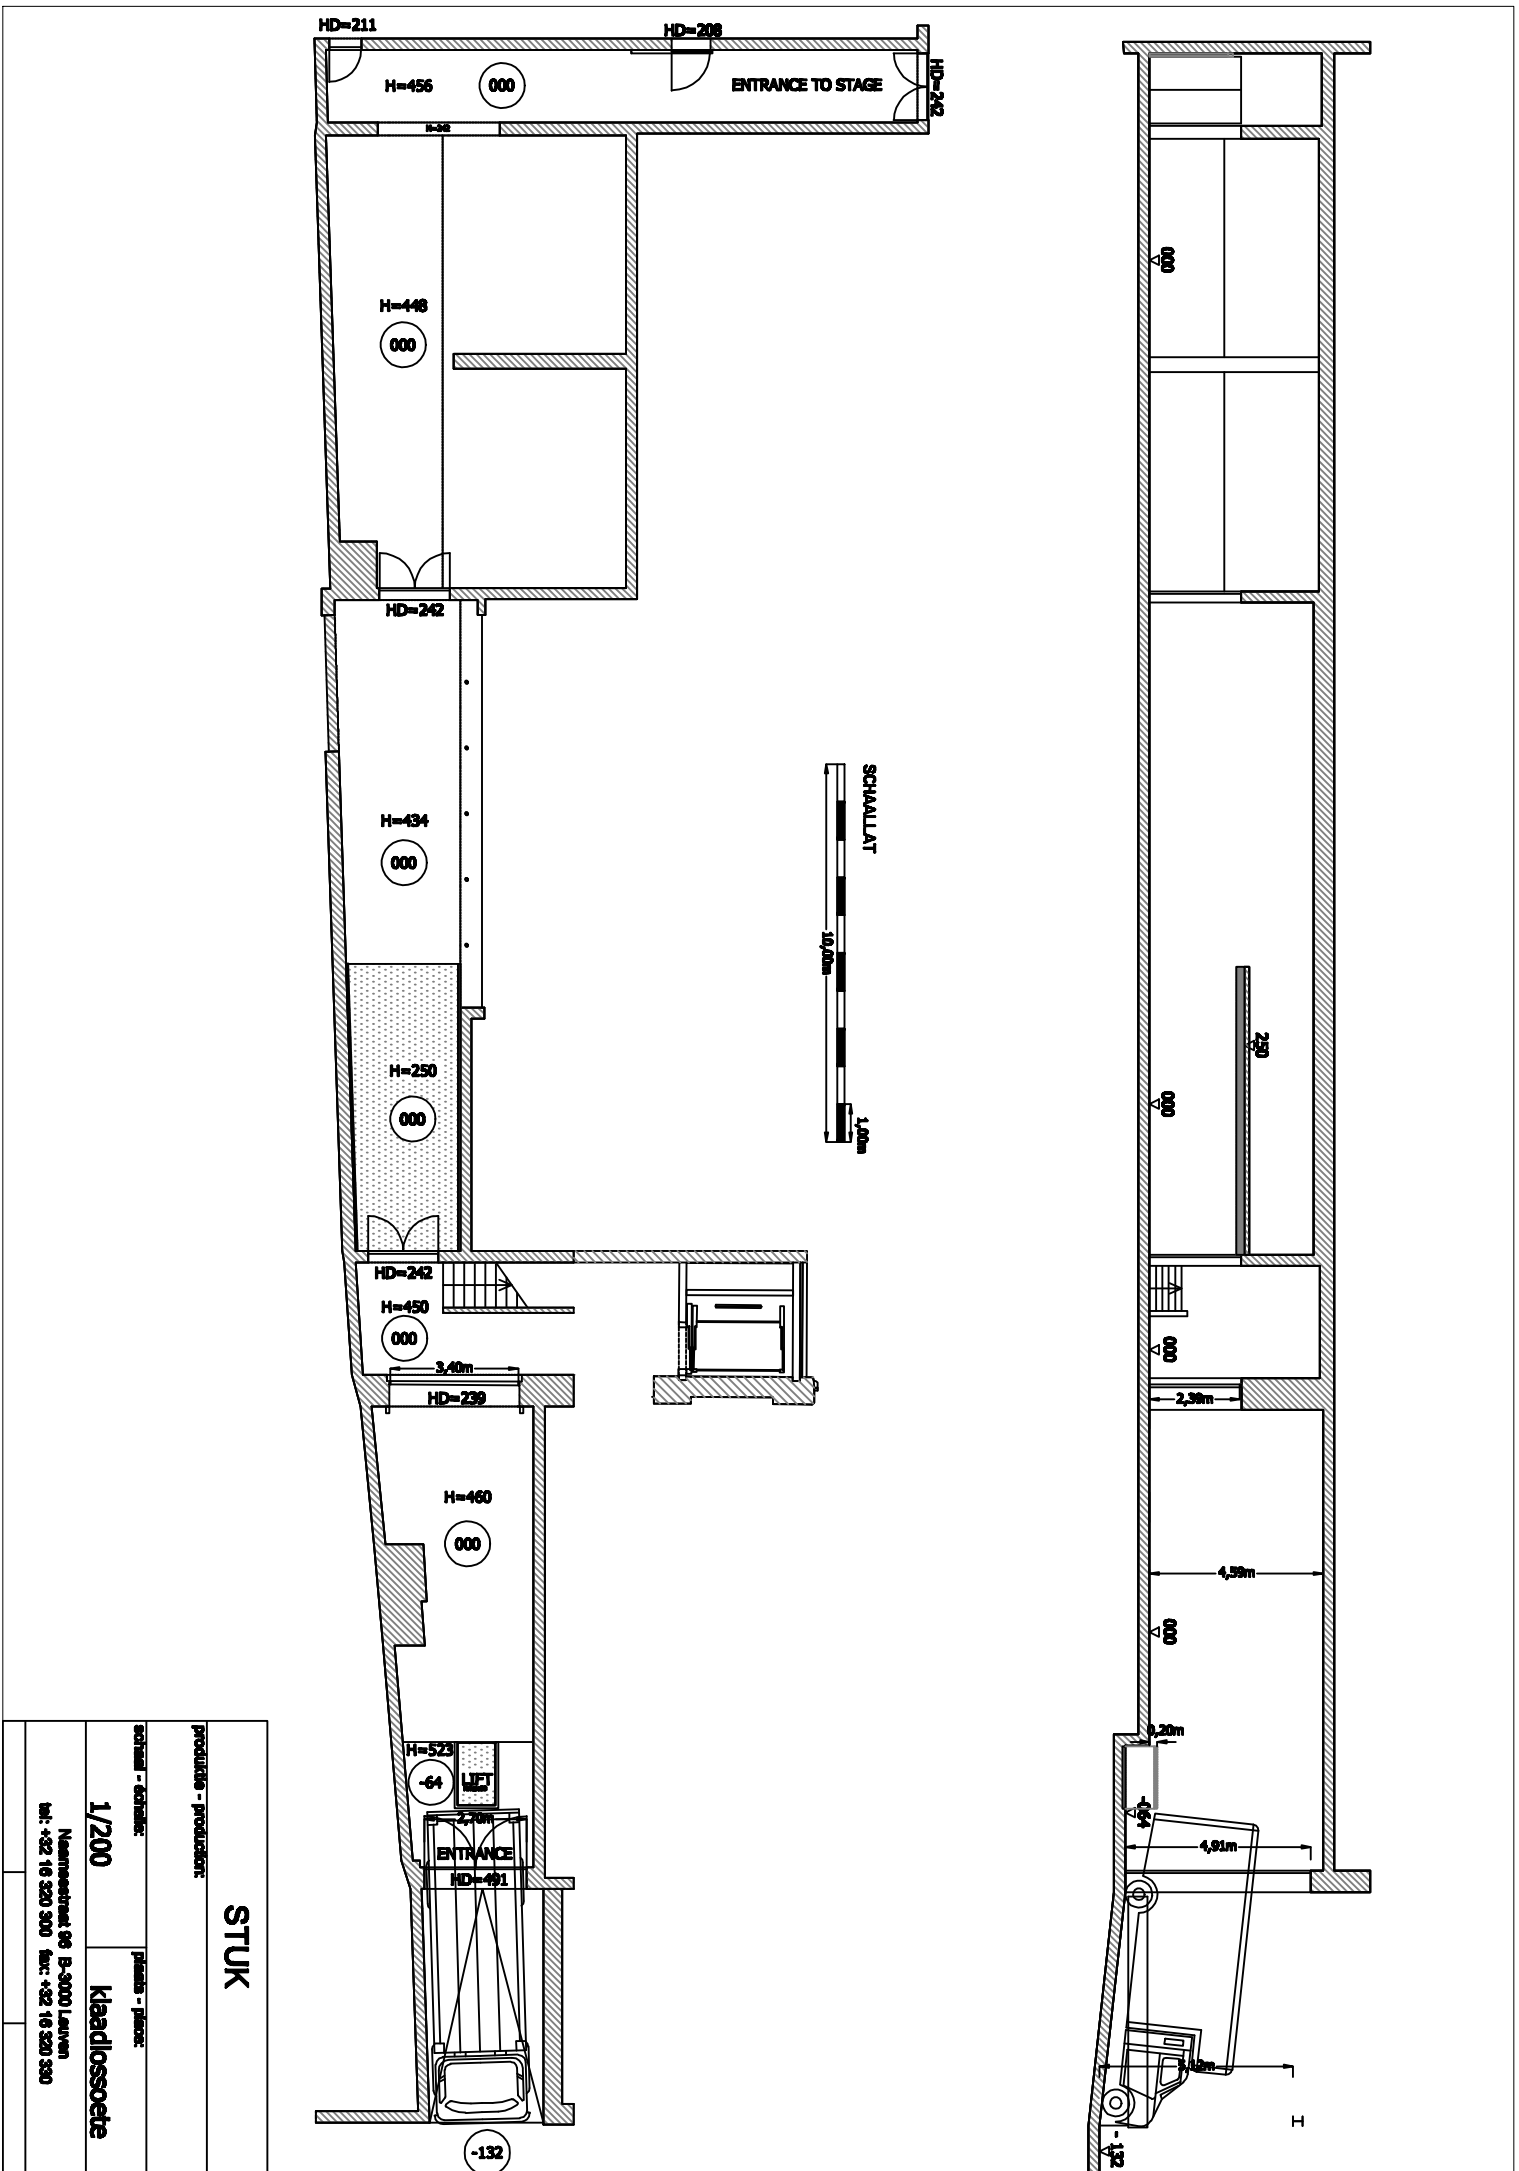 HD=211
HD=208
HD=242
H=456
000
ENTRANCE TO STAGE
H=242
H=448
000
HD=242
H=434
000
H=250
000
HD=242
H=450
000
3,40m
HD=239
H=460
000
H=523
-64
LIFT
2,70m
ENTRANCE
HD=491
-132
SCHAALLAT
10,00m
1,00m
000
250
000
000
2,39m
4,59m
000
0,20m
-064
4,91m
5,12m
H
- 132
STUK
produktie - production:
schaal - échelle:
1/200
plaats - place:
klaadlossoete
Naamsestraat 96 B-3000 Leuven
tel: +32 16 320 300 fax: +32 16 320 330